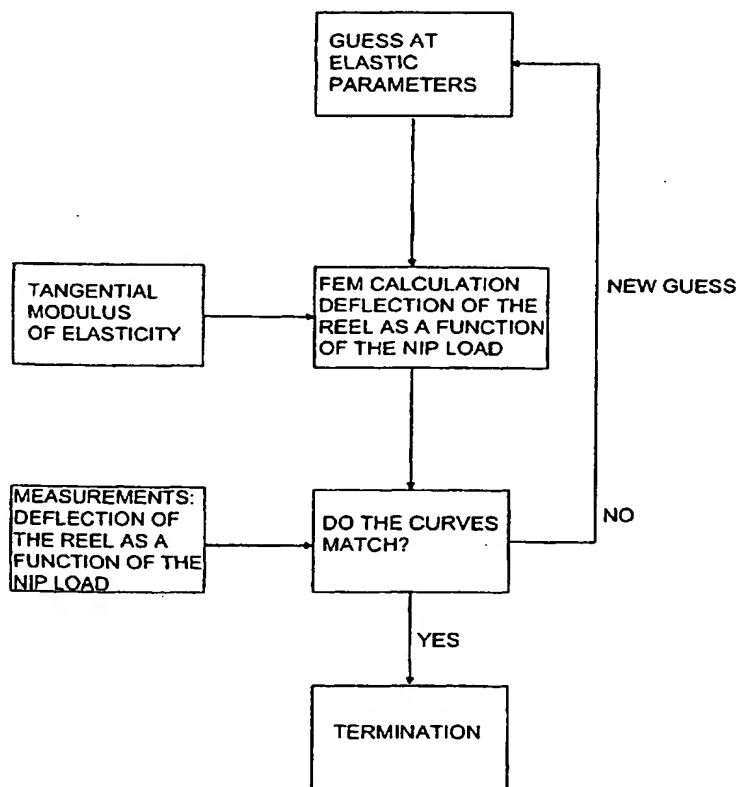 GUESS AT
ELASTIC
PARAMETERS
TANGENTIAL
MODULUS
OF ELASTICITY
FEM CALCULATION
DEFLECTION OF THE
REEL AS A FUNCTION
OF THE NIP LOAD
NEW GUESS
MEASUREMENTS:
DEFLECTION OF
THE REEL AS A
FUNCTION OF THE
NIP LOAD
DO THE CURVES
MATCH?
NO
YES
TERMINATION